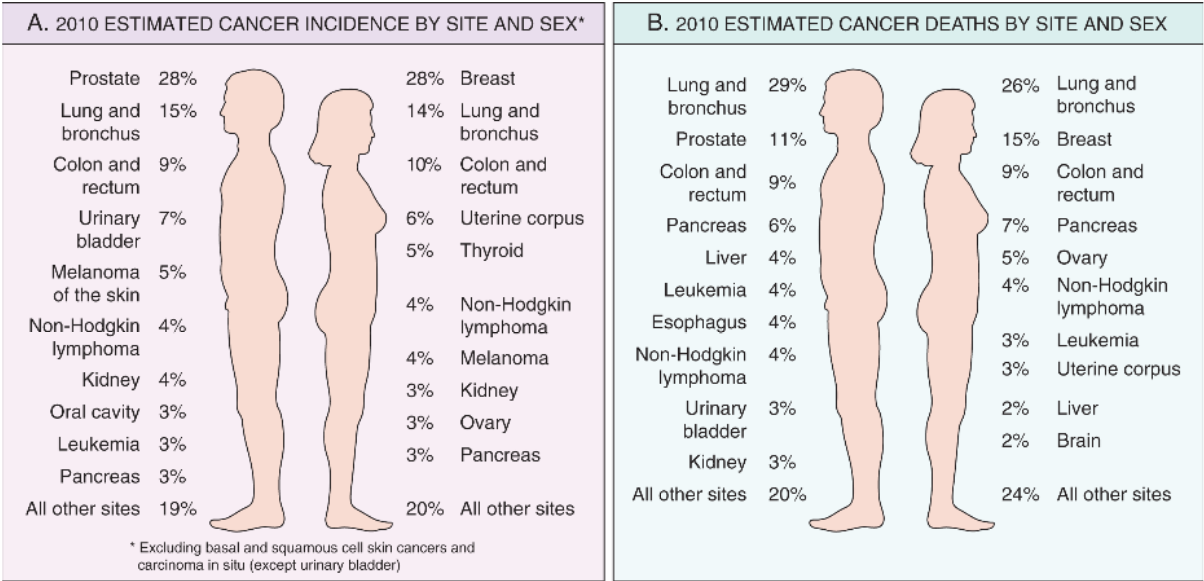 A. 2010 ESTIMATED CANCER INCIDENCE BY SITE AND SEX*
Prostate 28%
Lung and 15%
bronchus
Colon and 9%
rectum
Urinary 7%
bladder
Melanoma 5%
of the skin
Non-Hodgkin 4%
lymphoma
Kidney 4%
Oral cavity 3%
Leukemia 3%
Pancreas 3%
All other sites 19%
28% Breast
14% Lung and
bronchus
10% Colon and
rectum
6% Uterine corpus
5% Thyroid
4% Non-Hodgkin
lymphoma
4% Melanoma
3% Kidney
3% Ovary
3% Pancreas
20% All other sites
* Excluding basal and squamous cell skin cancers and
carcinoma in situ (except urinary bladder)
B. 2010 ESTIMATED CANCER DEATHS BY SITE AND SEX
Lung and 29%
bronchus
Prostate 11%
Colon and 9%
rectum
Pancreas 6%
Liver 4%
Leukemia 4%
Esophagus 4%
Non-Hodgkin 4%
lymphoma
Urinary 3%
bladder
Kidney 3%
All other sites 20%
26% Lung and
bronchus
15% Breast
9% Colon and
rectum
7% Pancreas
5% Ovary
4% Non-Hodgkin
lymphoma
3% Leukemia
3% Uterine corpus
2% Liver
2% Brain
24% All other sites